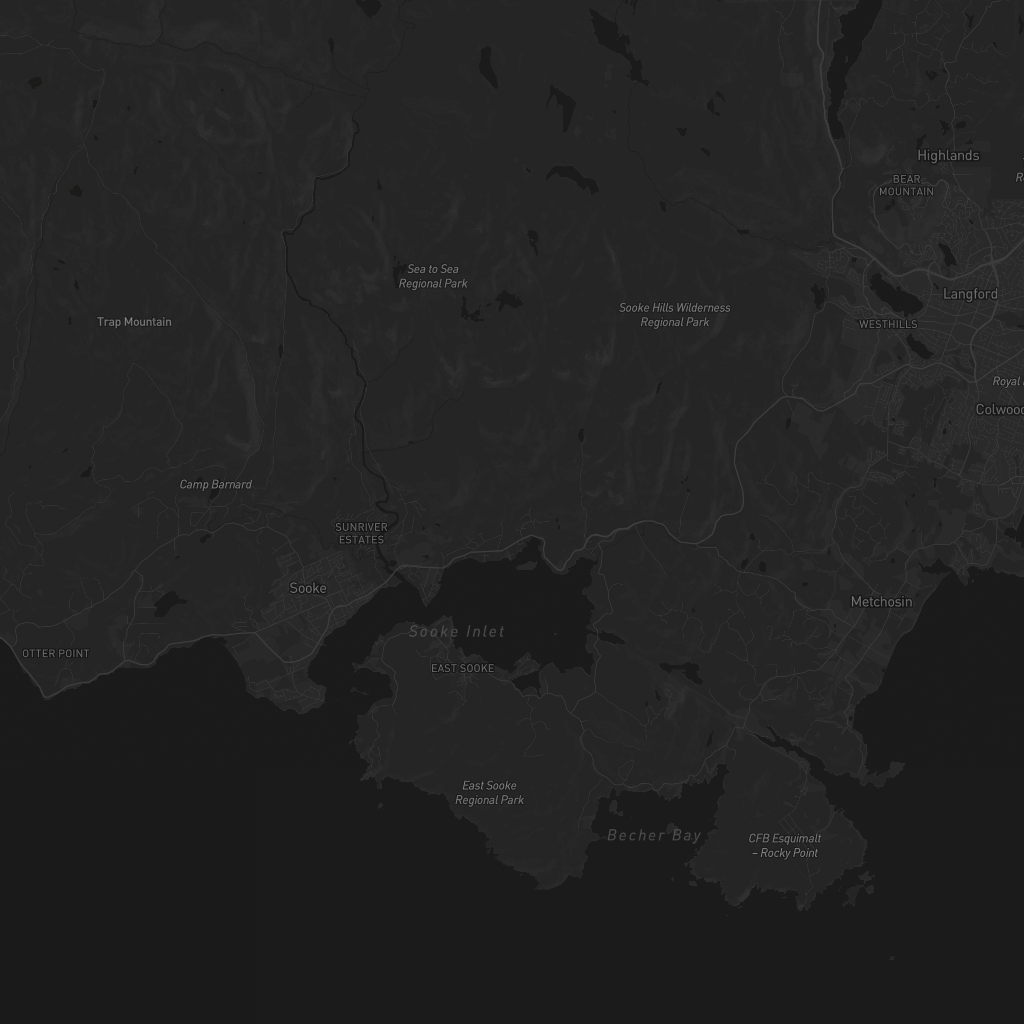 Highlands
BEAR
MOUNTAIN
Sea to Sea
Regional Park
Langford
Sooke Hills Wilderness
Regional Park
Trap Mountain
WESTHILLS
Royal
Colwood
Camp Barnard
SUNRIVER
ESTATES
Sooke
Metchosin
Sooke Inlet
OTTER POINT
EAST SOOKE
East Sooke
Regional Park
Becher Bay
CFB Esquimalt
– Rocky Point